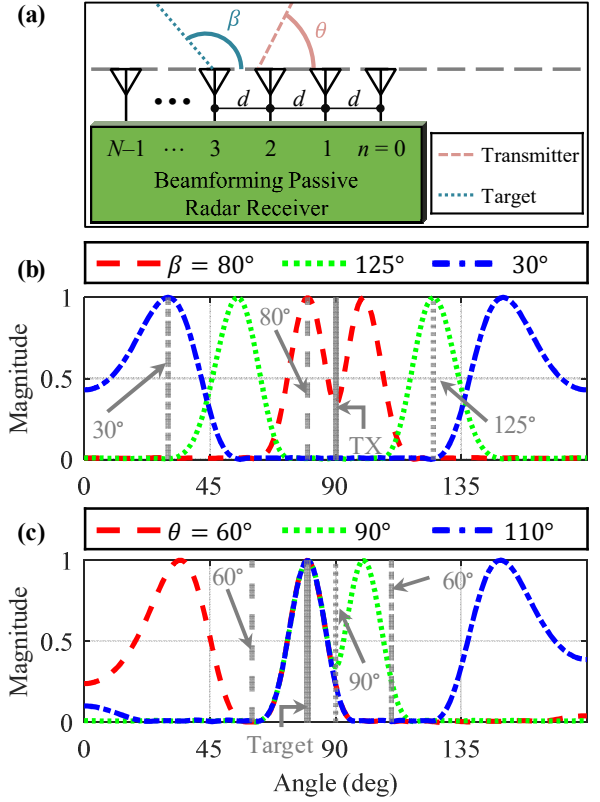 (a)
β
θ
d d d
N–1 ⋯ 3 2 1 n = 0
Beamforming Passive
Radar Receiver
Transmitter
Target
(b)
β = 80° 125° 30°
1
0.5
0
Magnitude
80°
30°
TX
125°
0 45 90 135
(c)
θ = 60° 90° 110°
1
0.5
0
Magnitude
60°
60°
90°
Target
0 45 90 135
Angle (deg)